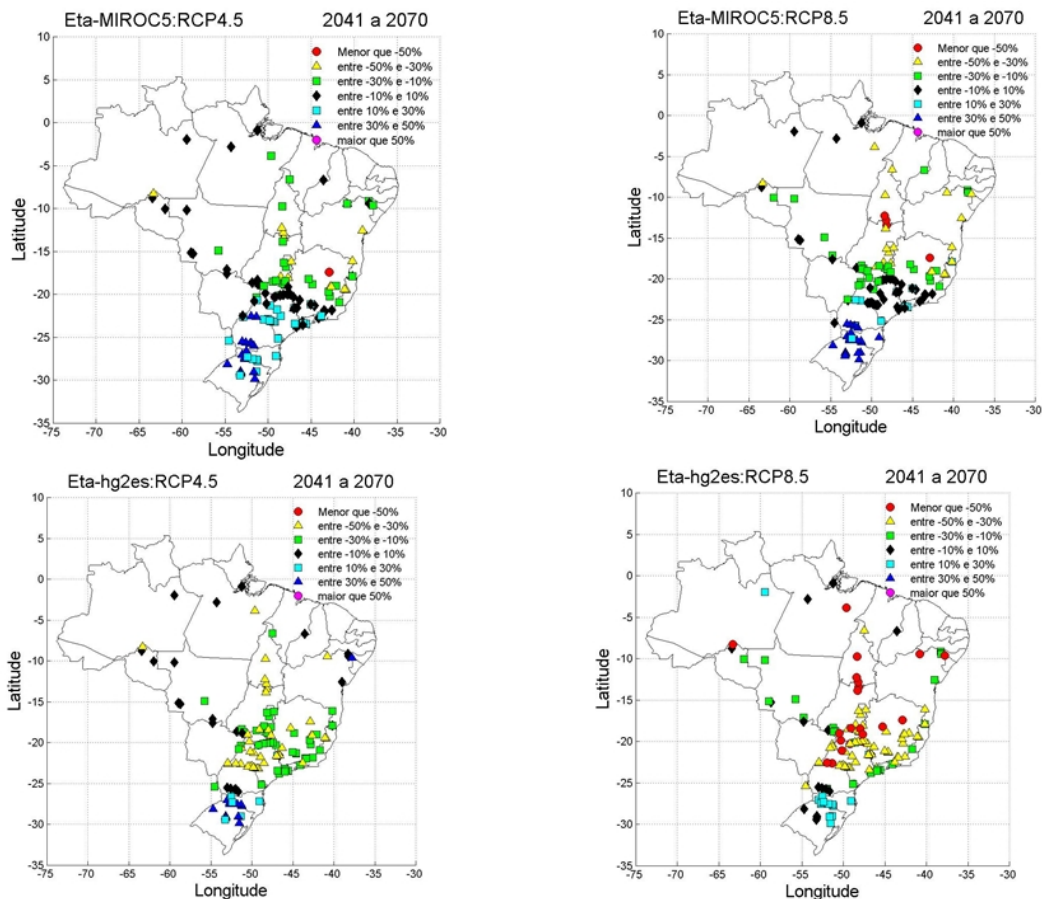 Eta-MIROC5:RCP4.5 2041 a 2070
10
5
0
-5
-10
-15
-20
-25
-30
-35
Latitude
Menor que -50%
entre -50% e -30%
entre -30% e -10%
entre -10% e 10%
entre 10% e 30%
entre 30% e 50%
maior que 50%
-75 -70 -65 -60 -55 -50 -45 -40 -35 -30
Longitude
Eta-MIROC5:RCP8.5 2041 a 2070
10
5
0
-5
-10
-15
-20
-25
-30
-35
Latitude
Menor que -50%
entre -50% e -30%
entre -30% e -10%
entre -10% e 10%
entre 10% e 30%
entre 30% e 50%
maior que 50%
-75 -70 -65 -60 -55 -50 -45 -40 -35 -30
Longitude
Eta-hg2es:RCP4.5 2041 a 2070
10
5
0
-5
-10
-15
-20
-25
-30
-35
Latitude
Menor que -50%
entre -50% e -30%
entre -30% e -10%
entre -10% e 10%
entre 10% e 30%
entre 30% e 50%
maior que 50%
-75 -70 -65 -60 -55 -50 -45 -40 -35 -30
Longitude
Eta-hg2es:RCP8.5 2041 a 2070
10
5
0
-5
-10
-15
-20
-25
-30
-35
Latitude
Menor que -50%
entre -50% e -30%
entre -30% e -10%
entre -10% e 10%
entre 10% e 30%
entre 30% e 50%
maior que 50%
-75 -70 -65 -60 -55 -50 -45 -40 -35 -30
Longitude